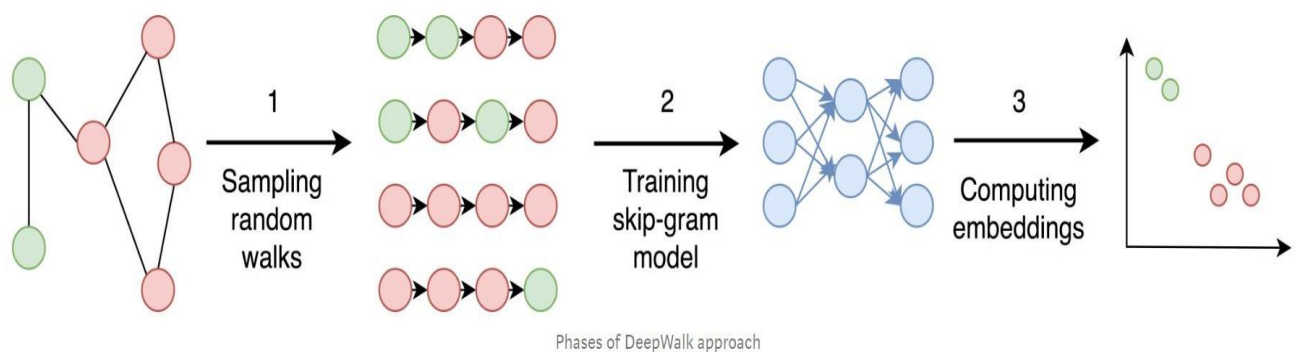 1
Sampling
random
walks
2
Training
skip-gram
model
3
Computing
embeddings
Phases of DeepWalk approach